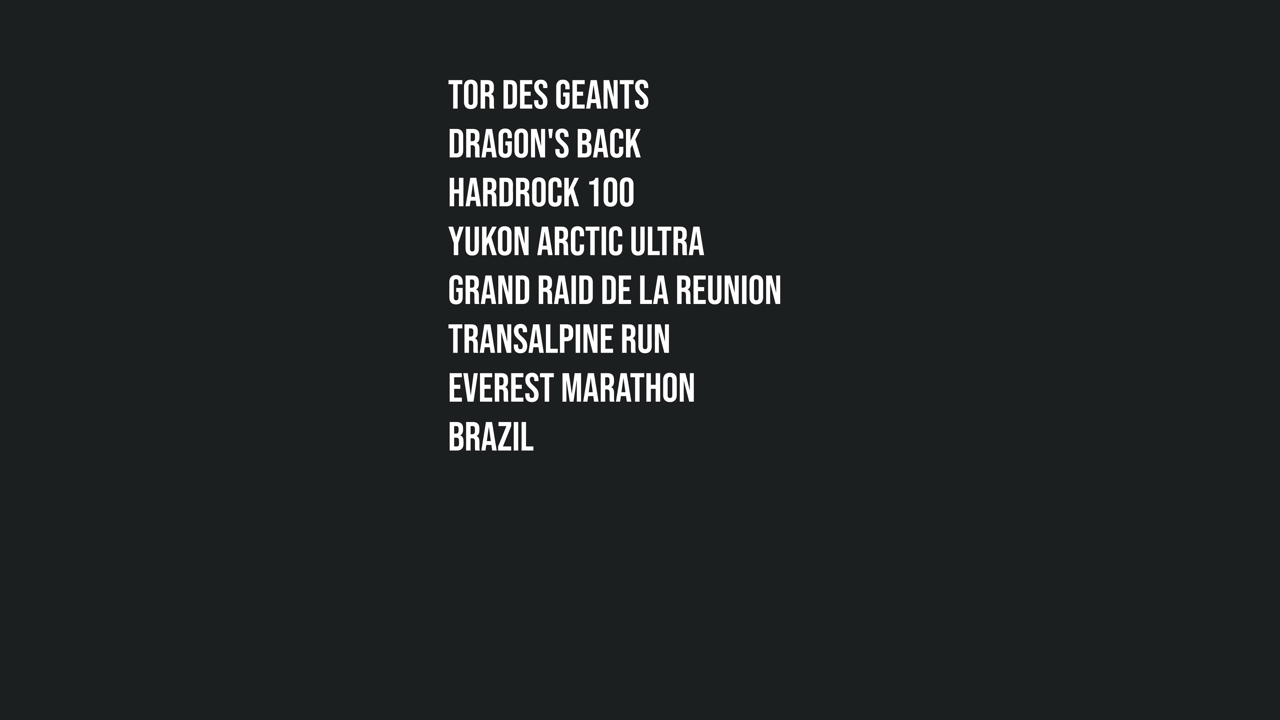 TOR DES GEANTS
DRAGON'S BACK
HARDROCK 100
YUKON ARCTIC ULTRA
GRAND RAID DE LA REUNION
TRANSALPINE RUN
EVEREST MARATHON
BRAZIL